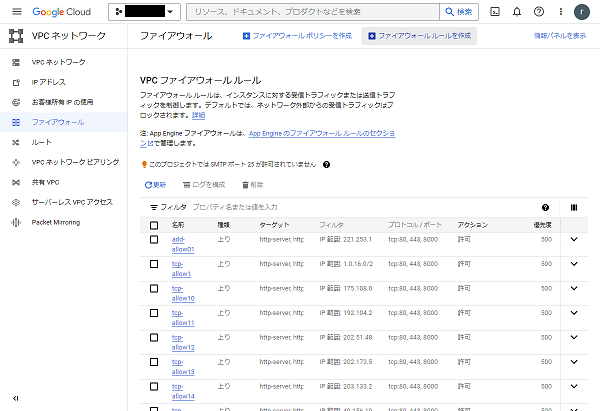 Google Cloud
リソース、ドキュメント、プロダクトなどを検索
検索
r
VPC ネットワーク
ファイアウォール
ファイアウォール ポリシーを作成
ファイアウォール ルールを作成
情報パネルを表示
VPC ネットワーク
IP アドレス
お客様所有 IP の使用
ファイアウォール
ルート
VPC ネットワーク ピアリング
共有 VPC
サーバーレス VPC アクセス
Packet Mirroring
VPC ファイアウォール ルール
ファイアウォール ルールは、インスタンスに対する受信トラフィックまたは送信トラフ
ィックを制御します。デフォルトでは、ネットワーク外部からの受信トラフィックはブ
ロックされます。詳細
注: App Engine ファイアウォールは、App Engine のファイアウォール ルールのセクショ
ンで管理します。
このプロジェクトでは SMTP ポート 25 が許可されていません
更新 ログを構成 削除
フィルタ プロパティ名または値を入力
名前 種類 ターゲット フィルタ プロトコル / ポート アクション 優先度
add-
allow01 上り http-server, http IP 範囲: 221.253.1 tcp:80, 443, 8000 許可 500
tcp-
allow1 上り http-server, http IP 範囲: 1.0.16.0/2 tcp:80, 443, 8000 許可 500
tcp-
allow10 上り http-server, http IP 範囲: 175.108.0 tcp:80, 443, 8000 許可 500
tcp-
allow11 上り http-server, http IP 範囲: 192.104.2 tcp:80, 443, 8000 許可 500
tcp-
allow12 上り http-server, http IP 範囲: 202.51.48 tcp:80, 443, 8000 許可 500
tcp-
allow13 上り http-server, http IP 範囲: 202.173.5 tcp:80, 443, 8000 許可 500
tcp-
allow14 上り http-server, http IP 範囲: 203.133.2 tcp:80, 443, 8000 許可 500